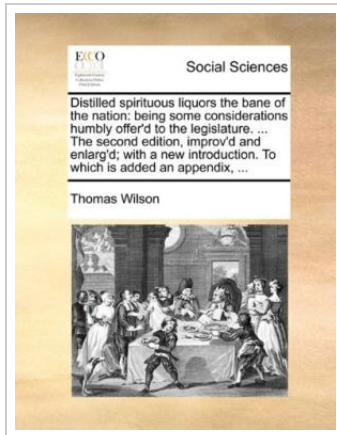 ECCO
Social Sciences
Distilled spirituous liquors the bane of
the nation: being some considerations
humbly offer'd to the legislature. ...
The second edition, improv'd and
enlarg'd; with a new introduction. To
which is added an appendix, ...
Thomas Wilson